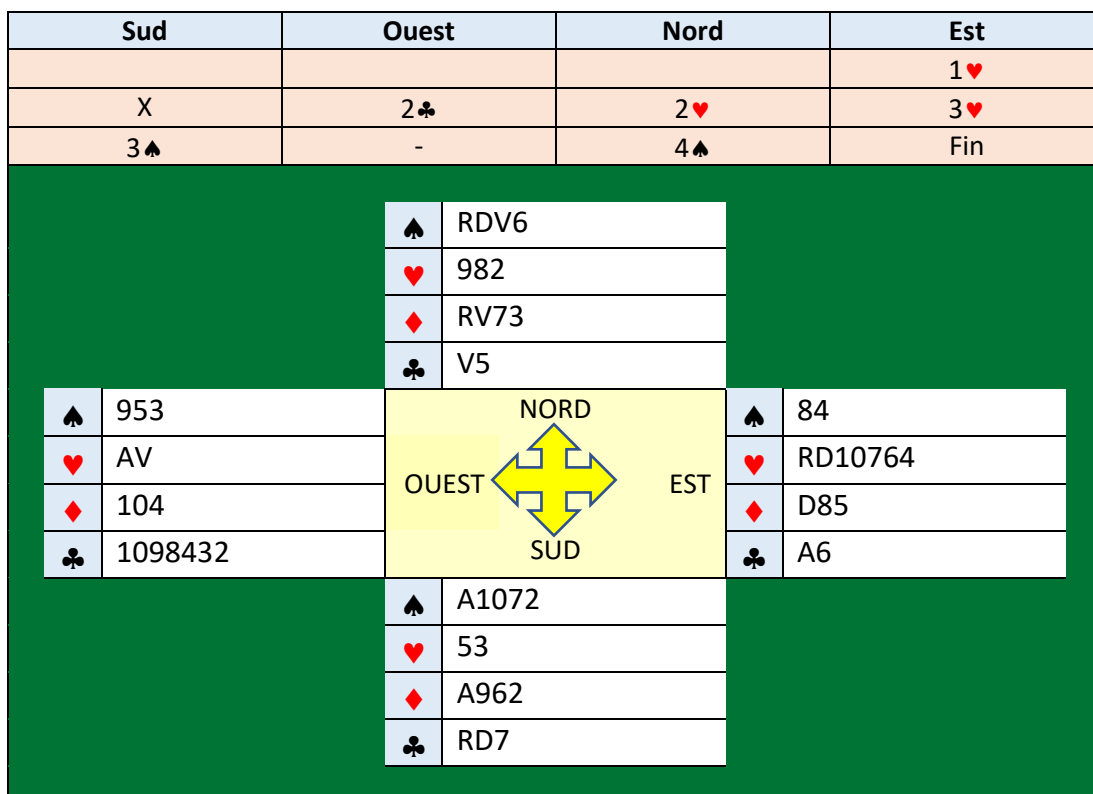 Sud Ouest Nord Est
1♥
X 2♣ 2♥ 3♥
3♠ - 4♠ Fin
♠ RDV6
♥ 982
♦ RV73
♣ V5
♠ 953 NORD ♠ 84
♥ AV ♥ RD10764
♦ 104 OUEST EST ♦ D85
♣ 1098432 SUD ♣ A6
♠ A1072
♥ 53
♦ A962
♣ RD7